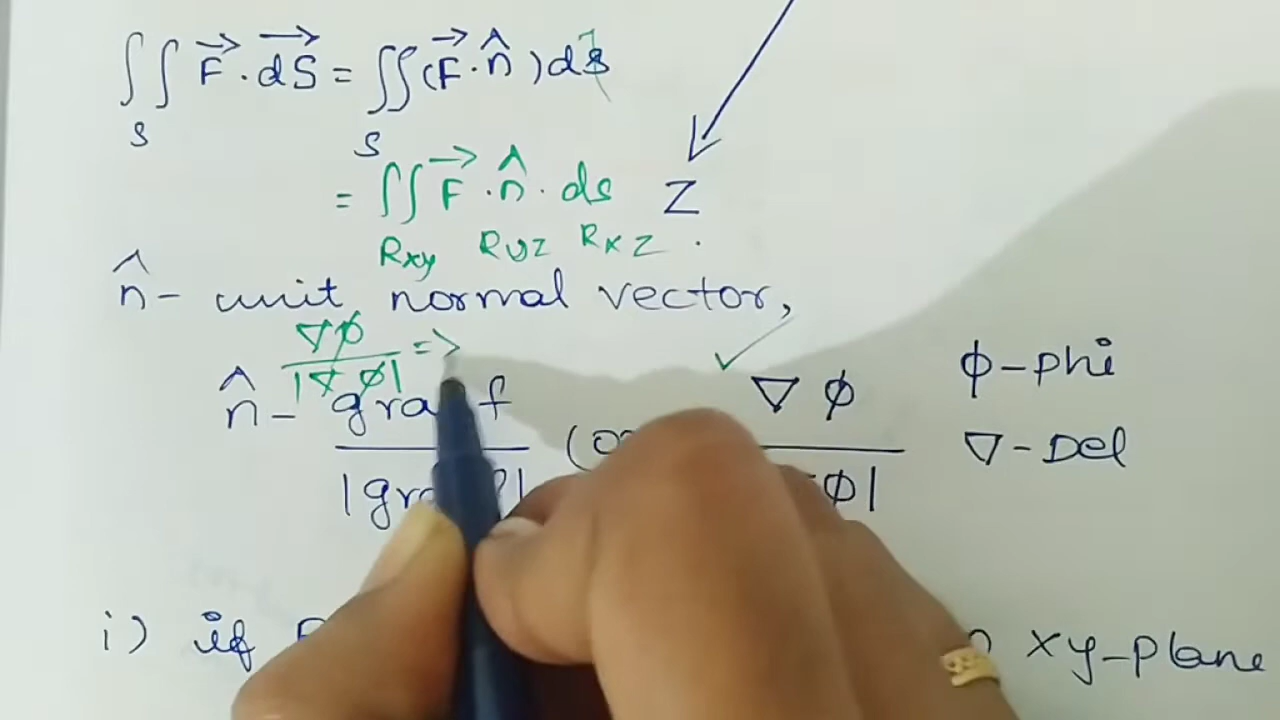 ∫∫ F⃗ · dS⃗ = ∫∫ (F⃗ · n̂ ) ds
S S
= ∫∫ F⃗ · n̂ · ds Z
Rxy Ryz Rxz .
n̂ - unit normal vector,
∇ϕ =>
|∇ϕ|
n̂ - f ✓ ∇ ϕ ϕ - phi
ϕ| ∇ - Del
i) if xy-plane